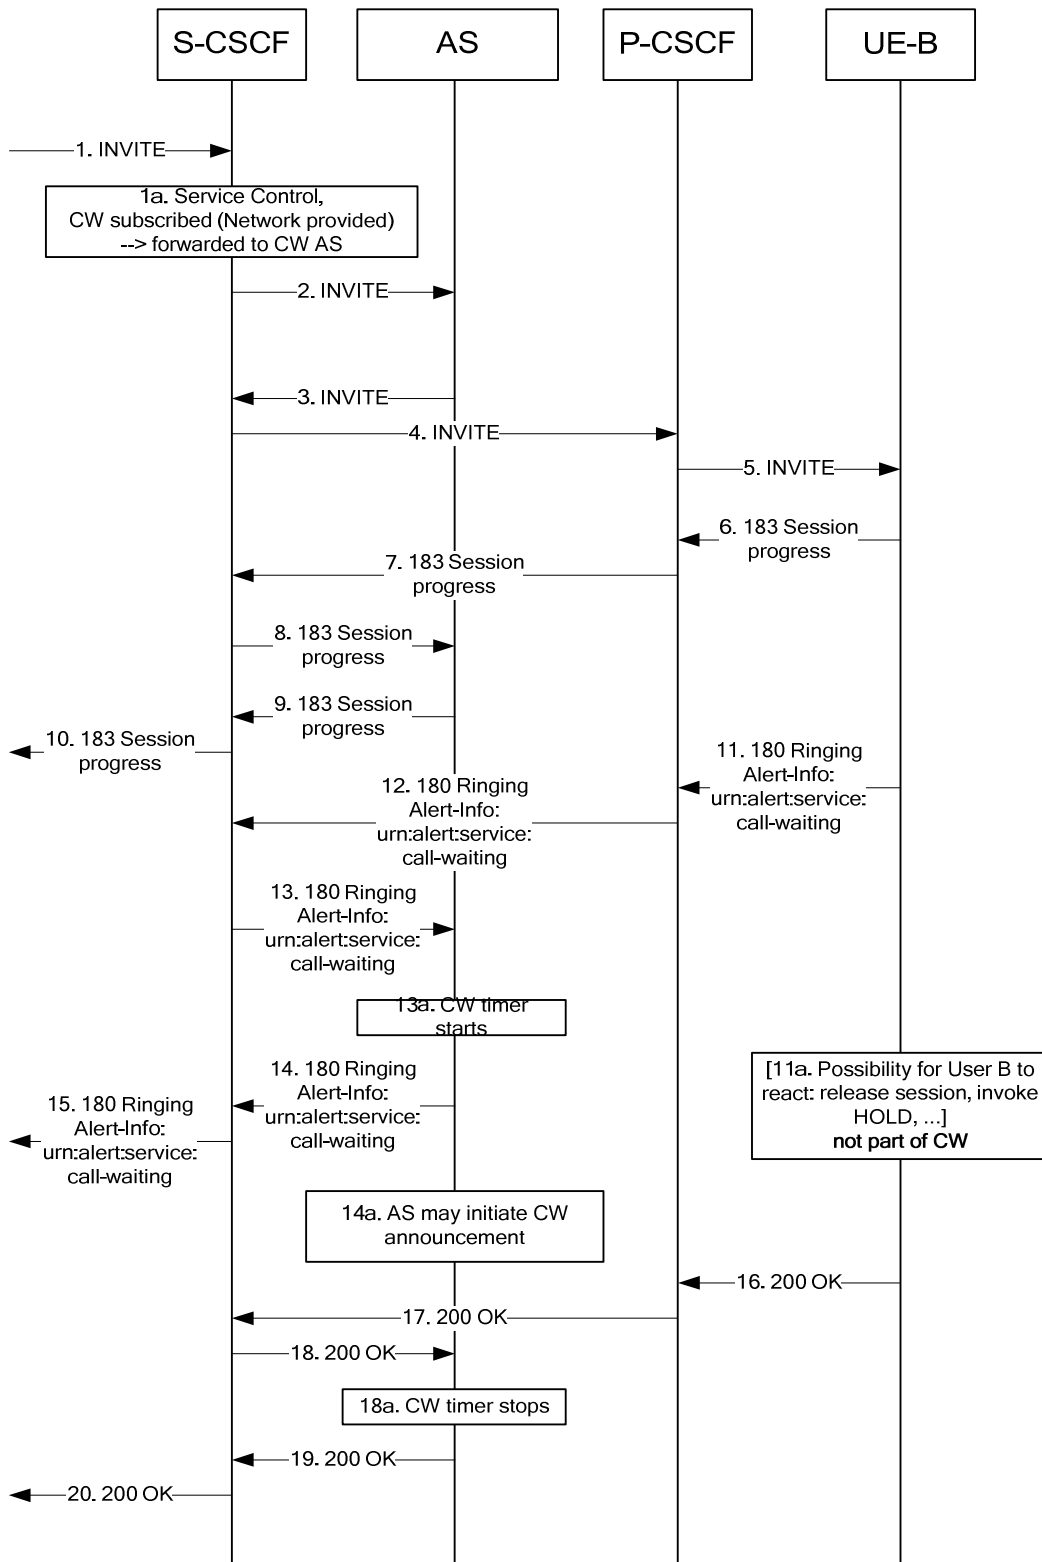 S-CSCF
AS
P-CSCF
UE-B
1. INVITE
1a. Service Control,
CW subscribed (Network provided)
--> forwarded to CW AS
2. INVITE
3. INVITE
4. INVITE
5. INVITE
6. 183 Session
progress
7. 183 Session
progress
8. 183 Session
progress
9. 183 Session
progress
10. 183 Session
progress
11. 180 Ringing
Alert-Info:
urn:alert:service:
call-waiting
12. 180 Ringing
Alert-Info:
urn:alert:service:
call-waiting
13. 180 Ringing
Alert-Info:
urn:alert:service:
call-waiting
13a. CW timer
starts
[11a. Possibility for User B to
react: release session, invoke
HOLD, ...]
not part of CW
14. 180 Ringing
Alert-Info:
urn:alert:service:
call-waiting
15. 180 Ringing
Alert-Info:
urn:alert:service:
call-waiting
14a. AS may initiate CW
announcement
16. 200 OK
17. 200 OK
18. 200 OK
18a. CW timer stops
19. 200 OK
20. 200 OK